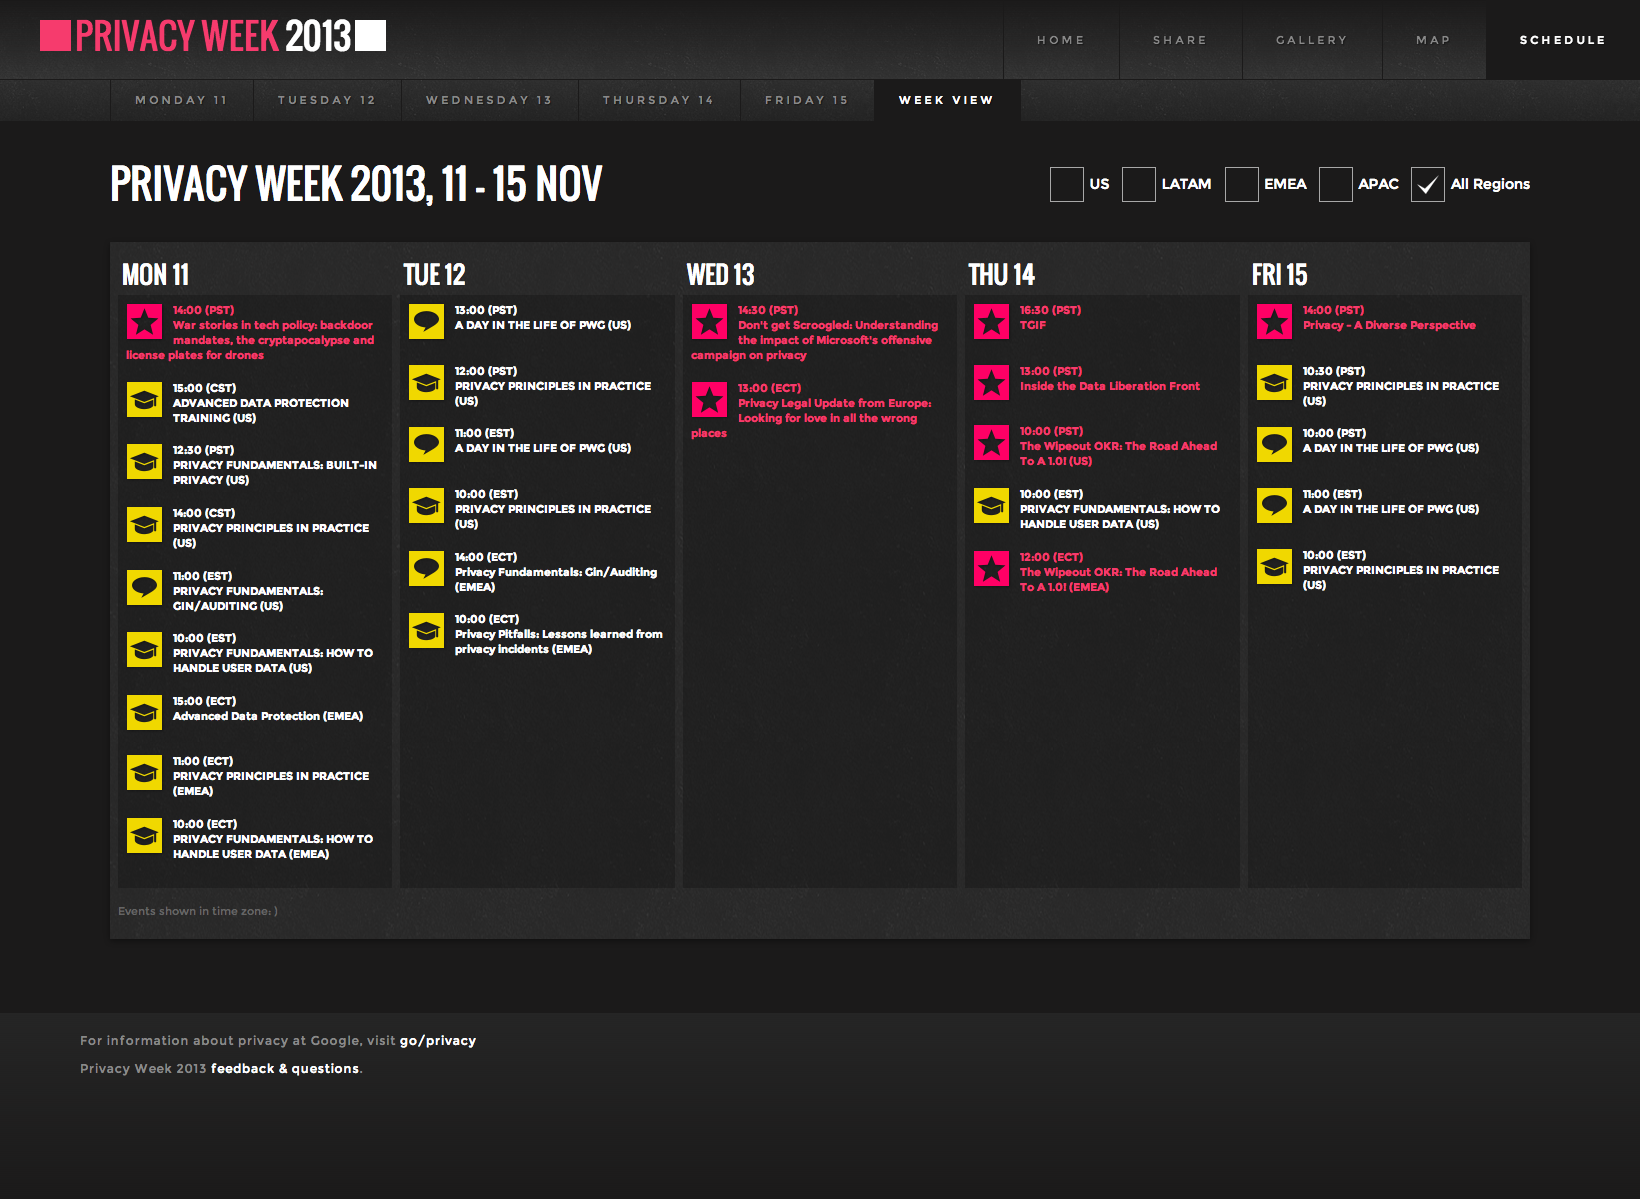 PRIVACY WEEK 2013
HOME
SHARE
GALLERY
MAP
SCHEDULE
MONDAY 11
TUESDAY 12
WEDNESDAY 13
THURSDAY 14
FRIDAY 15
WEEK VIEW
PRIVACY WEEK 2013, 11 - 15 NOV
US
LATAM
EMEA
APAC
All Regions
MON 11
14:00 (PST)
War stories in tech policy: backdoor
mandates, the cryptapocalypse and
license plates for drones
15:00 (CST)
ADVANCED DATA PROTECTION
TRAINING (US)
12:30 (PST)
PRIVACY FUNDAMENTALS: BUILT-IN
PRIVACY (US)
14:00 (CST)
PRIVACY PRINCIPLES IN PRACTICE
(US)
11:00 (EST)
PRIVACY FUNDAMENTALS:
GIN/AUDITING (US)
10:00 (EST)
PRIVACY FUNDAMENTALS: HOW TO
HANDLE USER DATA (US)
15:00 (ECT)
Advanced Data Protection (EMEA)
11:00 (ECT)
PRIVACY PRINCIPLES IN PRACTICE
(EMEA)
10:00 (ECT)
PRIVACY FUNDAMENTALS: HOW TO
HANDLE USER DATA (EMEA)
TUE 12
13:00 (PST)
A DAY IN THE LIFE OF PWG (US)
12:00 (PST)
PRIVACY PRINCIPLES IN PRACTICE
(US)
11:00 (EST)
A DAY IN THE LIFE OF PWG (US)
10:00 (EST)
PRIVACY PRINCIPLES IN PRACTICE
(US)
14:00 (ECT)
Privacy Fundamentals: Gin/Auditing
(EMEA)
10:00 (ECT)
Privacy Pitfalls: Lessons learned from
privacy incidents (EMEA)
WED 13
14:30 (PST)
Don't get Scroogled: Understanding
the impact of Microsoft's offensive
campaign on privacy
13:00 (ECT)
Privacy Legal Update from Europe:
Looking for love in all the wrong
places
THU 14
16:30 (PST)
TGIF
13:00 (PST)
Inside the Data Liberation Front
10:00 (PST)
The Wipeout OKR: The Road Ahead
To A 1.0! (US)
10:00 (EST)
PRIVACY FUNDAMENTALS: HOW TO
HANDLE USER DATA (US)
12:00 (ECT)
The Wipeout OKR: The Road Ahead
To A 1.0! (EMEA)
FRI 15
14:00 (PST)
Privacy - A Diverse Perspective
10:30 (PST)
PRIVACY PRINCIPLES IN PRACTICE
(US)
10:00 (PST)
A DAY IN THE LIFE OF PWG (US)
11:00 (EST)
A DAY IN THE LIFE OF PWG (US)
10:00 (EST)
PRIVACY PRINCIPLES IN PRACTICE
(US)
Events shown in time zone: )
For information about privacy at Google, visit go/privacy
Privacy Week 2013 feedback & questions.